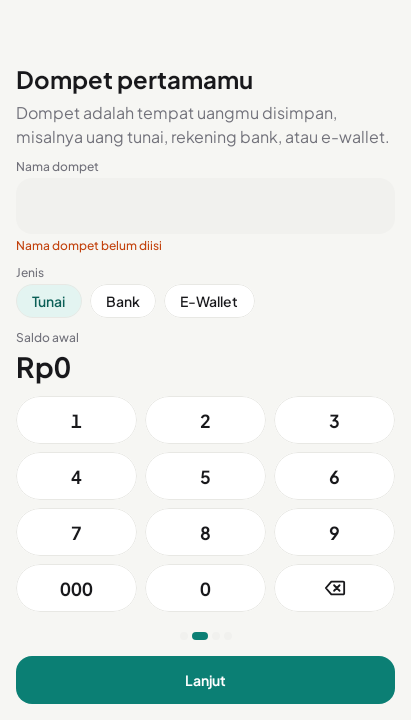 Dompet pertamamu
Dompet adalah tempat uangmu disimpan,
misalnya uang tunai, rekening bank, atau e-wallet.
Nama dompet
Nama dompet belum diisi
Jenis
Tunai Bank E-Wallet
Saldo awal
Rp0
1 2 3
4 5 6
7 8 9
000 0
Lanjut